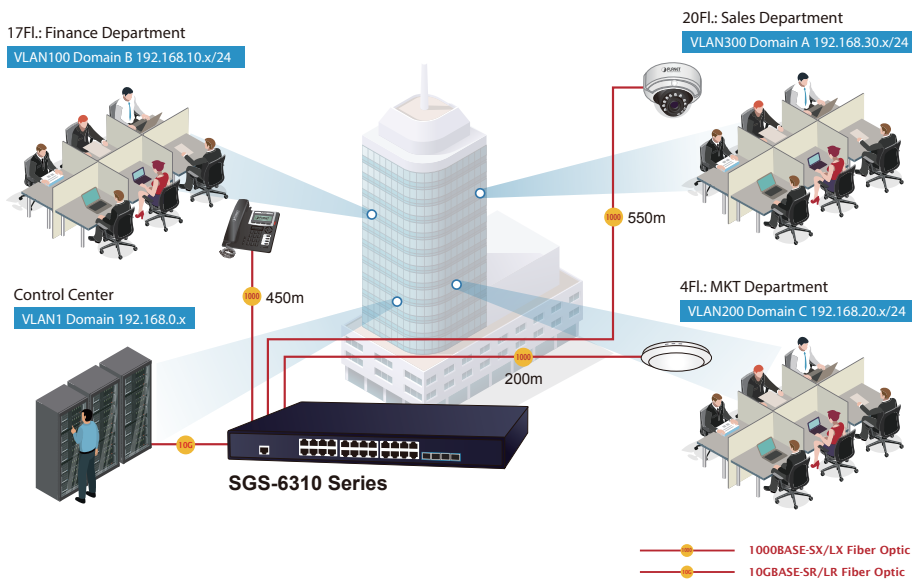 17Fl.: Finance Department
VLAN100 Domain B 192.168.10.x/24
20Fl.: Sales Department
VLAN300 Domain A 192.168.30.x/24
PLANET
1000
550m
1000
450m
Control Center
VLAN1 Domain 192.168.0.x
4Fl.: MKT Department
VLAN200 Domain C 192.168.20.x/24
1000
200m
10G
SGS-6310 Series
1000
1000BASE-SX/LX Fiber Optic
10G
10GBASE-SR/LR Fiber Optic